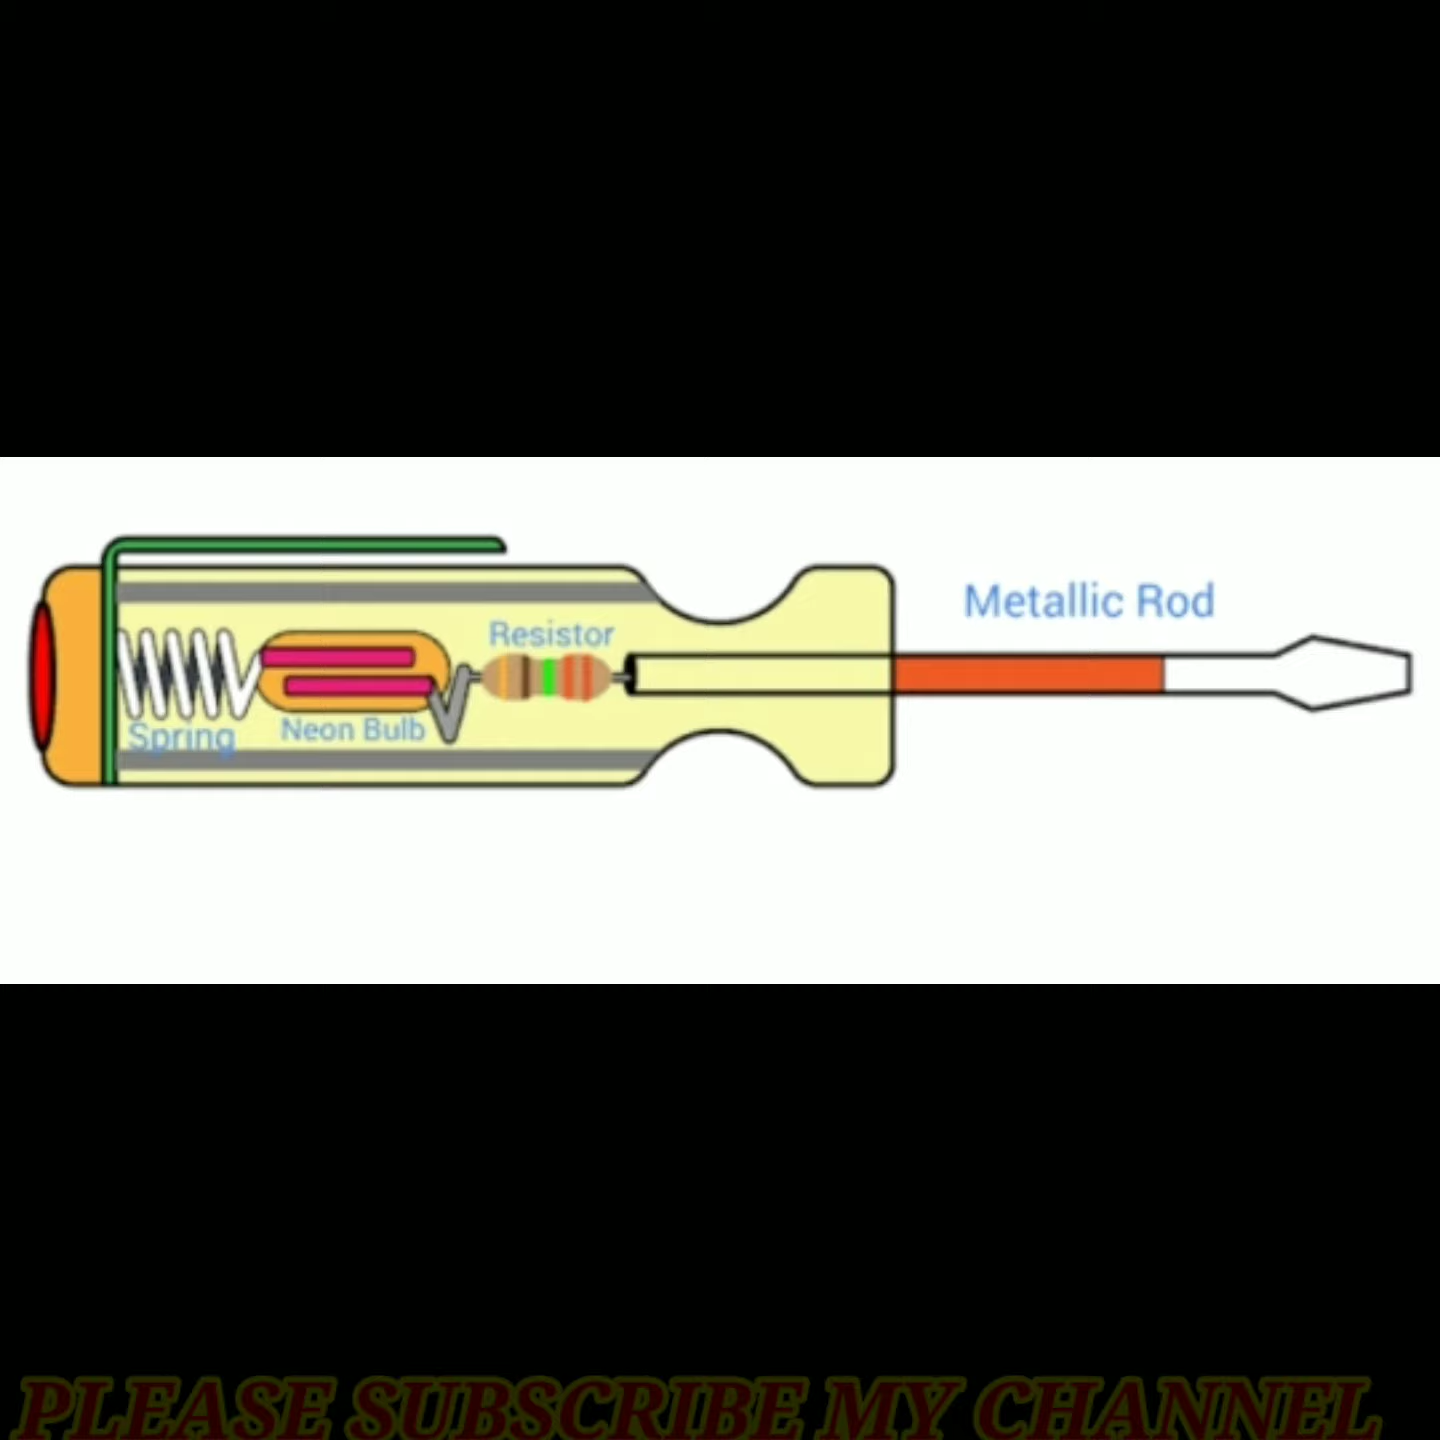 Metallic Rod
Resistor
Neon Bulb
Spring
PLEASE SUBSCRIBE MY CHANNEL